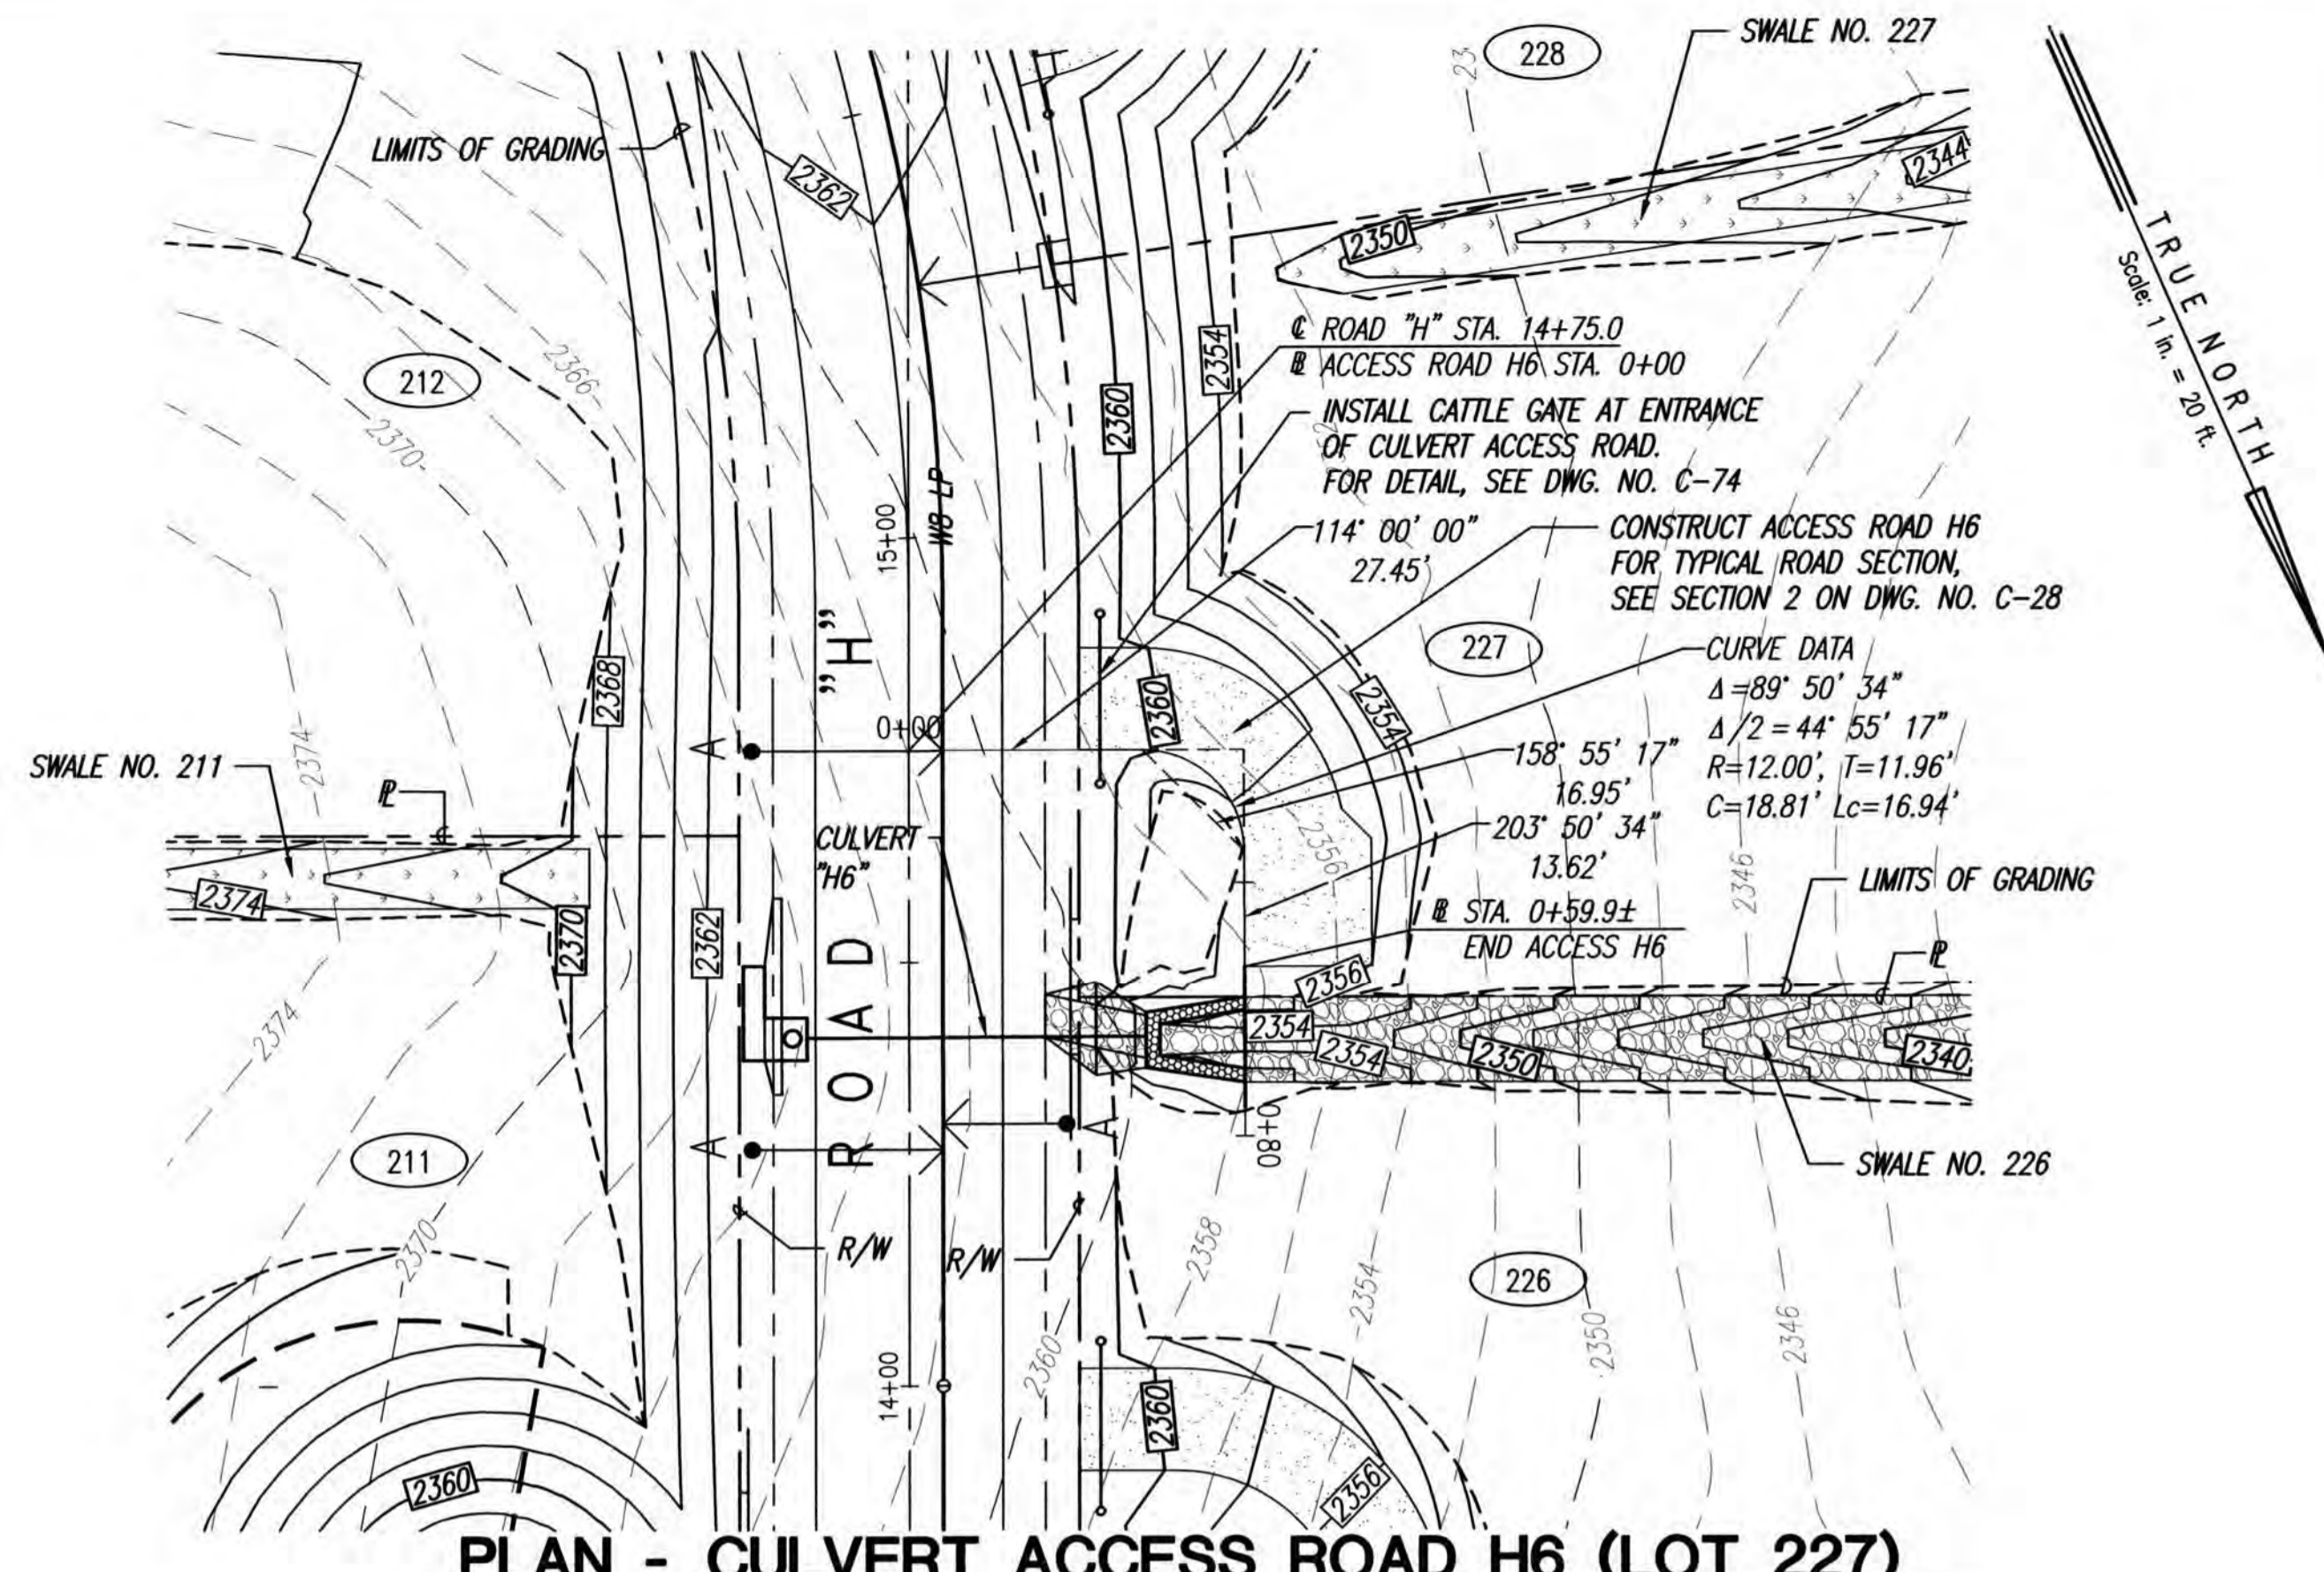 SWALE NO. 227
228
LIMITS OF GRADING
2362
2344
2350
TRUE NORTH
Scale: 1 in. = 20 ft.
℄ ROAD "H" STA. 14+75.0
ACCESS ROAD H6 STA. 0+00
2354
2360
2366
212
2370
INSTALL CATTLE GATE AT ENTRANCE
OF CULVERT ACCESS ROAD.
FOR DETAIL, SEE DWG. NO. C-74
W8 LP
15+00
114° 00' 00"
27.45'
CONSTRUCT ACCESS ROAD H6
FOR TYPICAL ROAD SECTION,
SEE SECTION 2 ON DWG. NO. C-28
227
CURVE DATA
Δ=89° 50' 34"
Δ/2=44° 55' 17"
R=12.00', T=11.96'
C=18.81' Lc=16.94'
2368
2360
2354
0+00
A
158° 55' 17"
16.95'
203° 50' 34"
13.62'
2374
SWALE NO. 211
PL
CULVERT
"H6"
2356
2346
LIMITS OF GRADING
STA. 0+59.9±
END ACCESS H6
PL
2374
2370
2362
ROAD "H"
2356
2354
2354
2350
2340
2374
0+80
A
A
211
SWALE NO. 226
R/W
R/W
2370
2358
2354
226
2350
2346
2360
14+00
2360
2360
2356
PLAN - CULVERT ACCESS ROAD H6 (LOT 227)